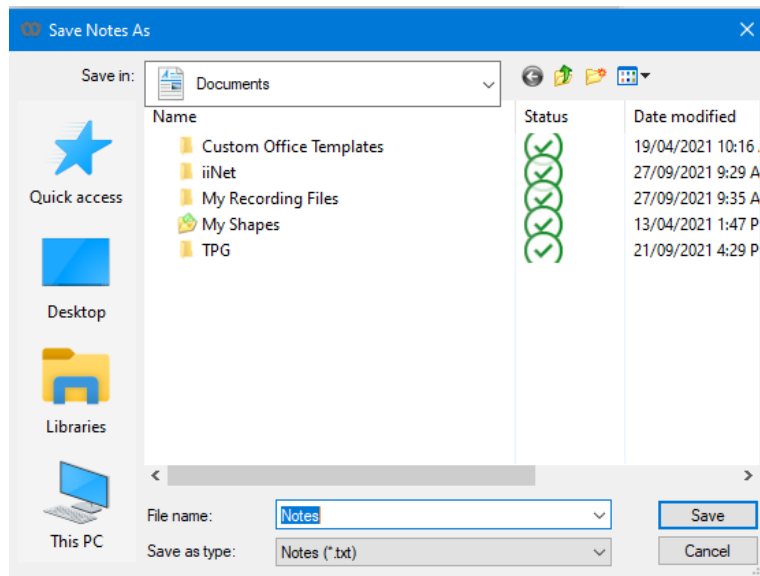 Save Notes As
Save in: Documents
Name Status Date modified
Custom Office Templates 19/04/2021 10:16
iiNet 27/09/2021 9:29 A
My Recording Files 27/09/2021 9:35 A
My Shapes 13/04/2021 1:47 P
TPG 21/09/2021 4:29 P
Quick access
Desktop
Libraries
This PC
File name: Notes Save
Save as type: Notes (*.txt) Cancel